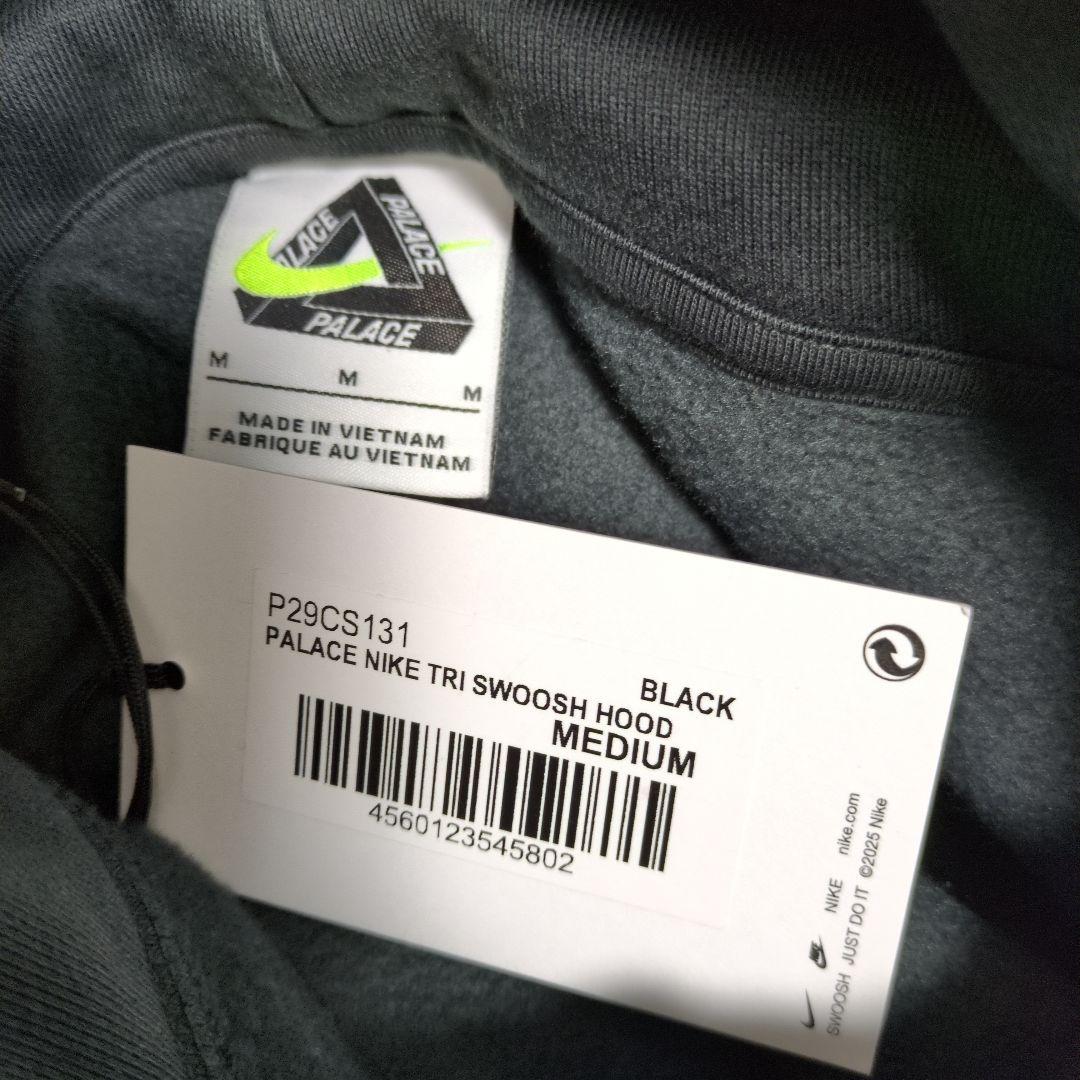 PALACE
PALACE
PALACE
M M M
MADE IN VIETNAM
FABRIQUE AU VIETNAM
P29CS131
BLACK
PALACE NIKE TRI SWOOSH HOOD
MEDIUM
4560123545802
NIKE nike.com
SWOOSH JUST DO IT ©2025 Nike